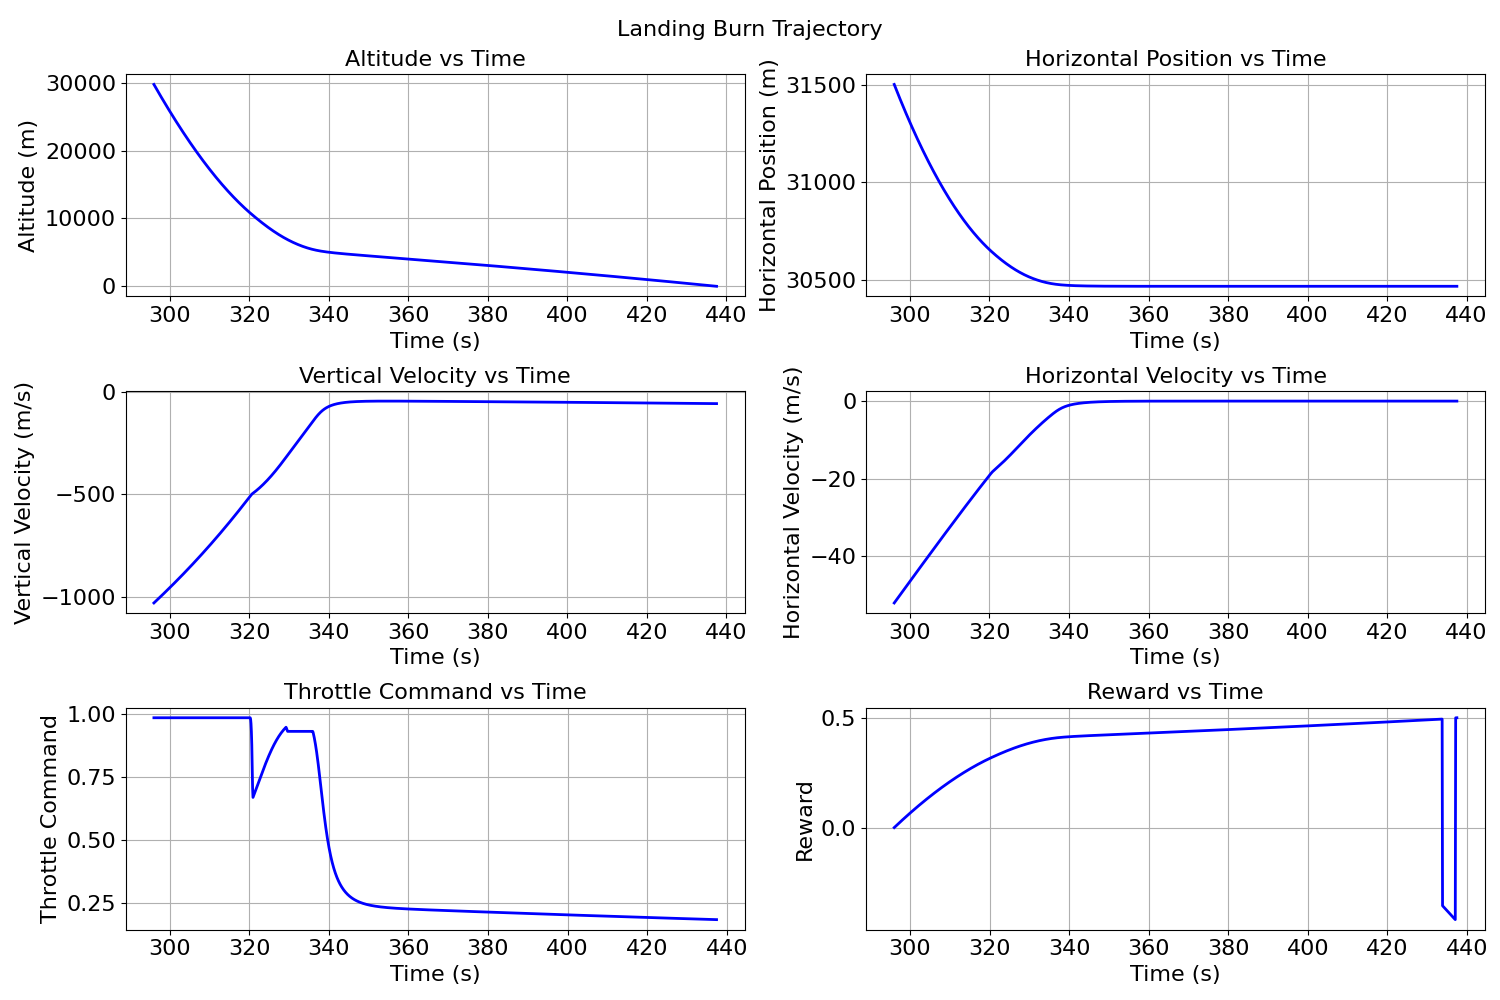 Landing Burn Trajectory
Altitude vs Time
Altitude (m)
30000
20000
10000
0
300 320 340 360 380 400 420 440
Time (s)
Horizontal Position vs Time
Horizontal Position (m)
31500
31000
30500
300 320 340 360 380 400 420 440
Time (s)
Vertical Velocity vs Time
Vertical Velocity (m/s)
0
−500
−1000
300 320 340 360 380 400 420 440
Time (s)
Horizontal Velocity vs Time
Horizontal Velocity (m/s)
0
−20
−40
300 320 340 360 380 400 420 440
Time (s)
Throttle Command vs Time
Throttle Command
1.00
0.75
0.50
0.25
300 320 340 360 380 400 420 440
Time (s)
Reward vs Time
Reward
0.5
0.0
300 320 340 360 380 400 420 440
Time (s)